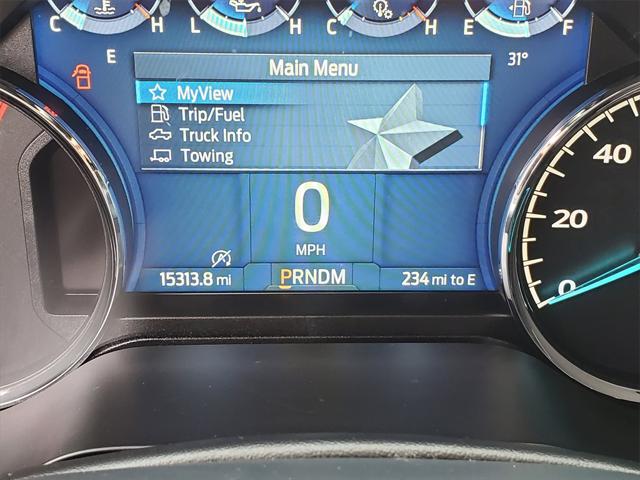 C H L H C H E F
E 31°
Main Menu
MyView
Trip/Fuel
Truck Info
Towing
0
MPH
15313.8 mi PRNDM 234 mi to E
40
20
0